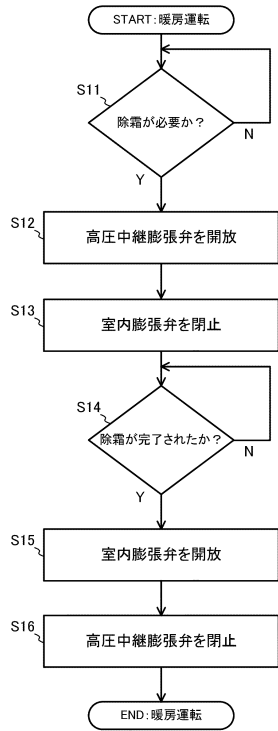 START:暖房運転
S11
除霜が必要か?
N
Y
S12
高圧中継膨張弁を開放
S13
室内膨張弁を閉止
S14
除霜が完了されたか?
N
Y
S15
室内膨張弁を開放
S16
高圧中継膨張弁を閉止
END:暖房運転